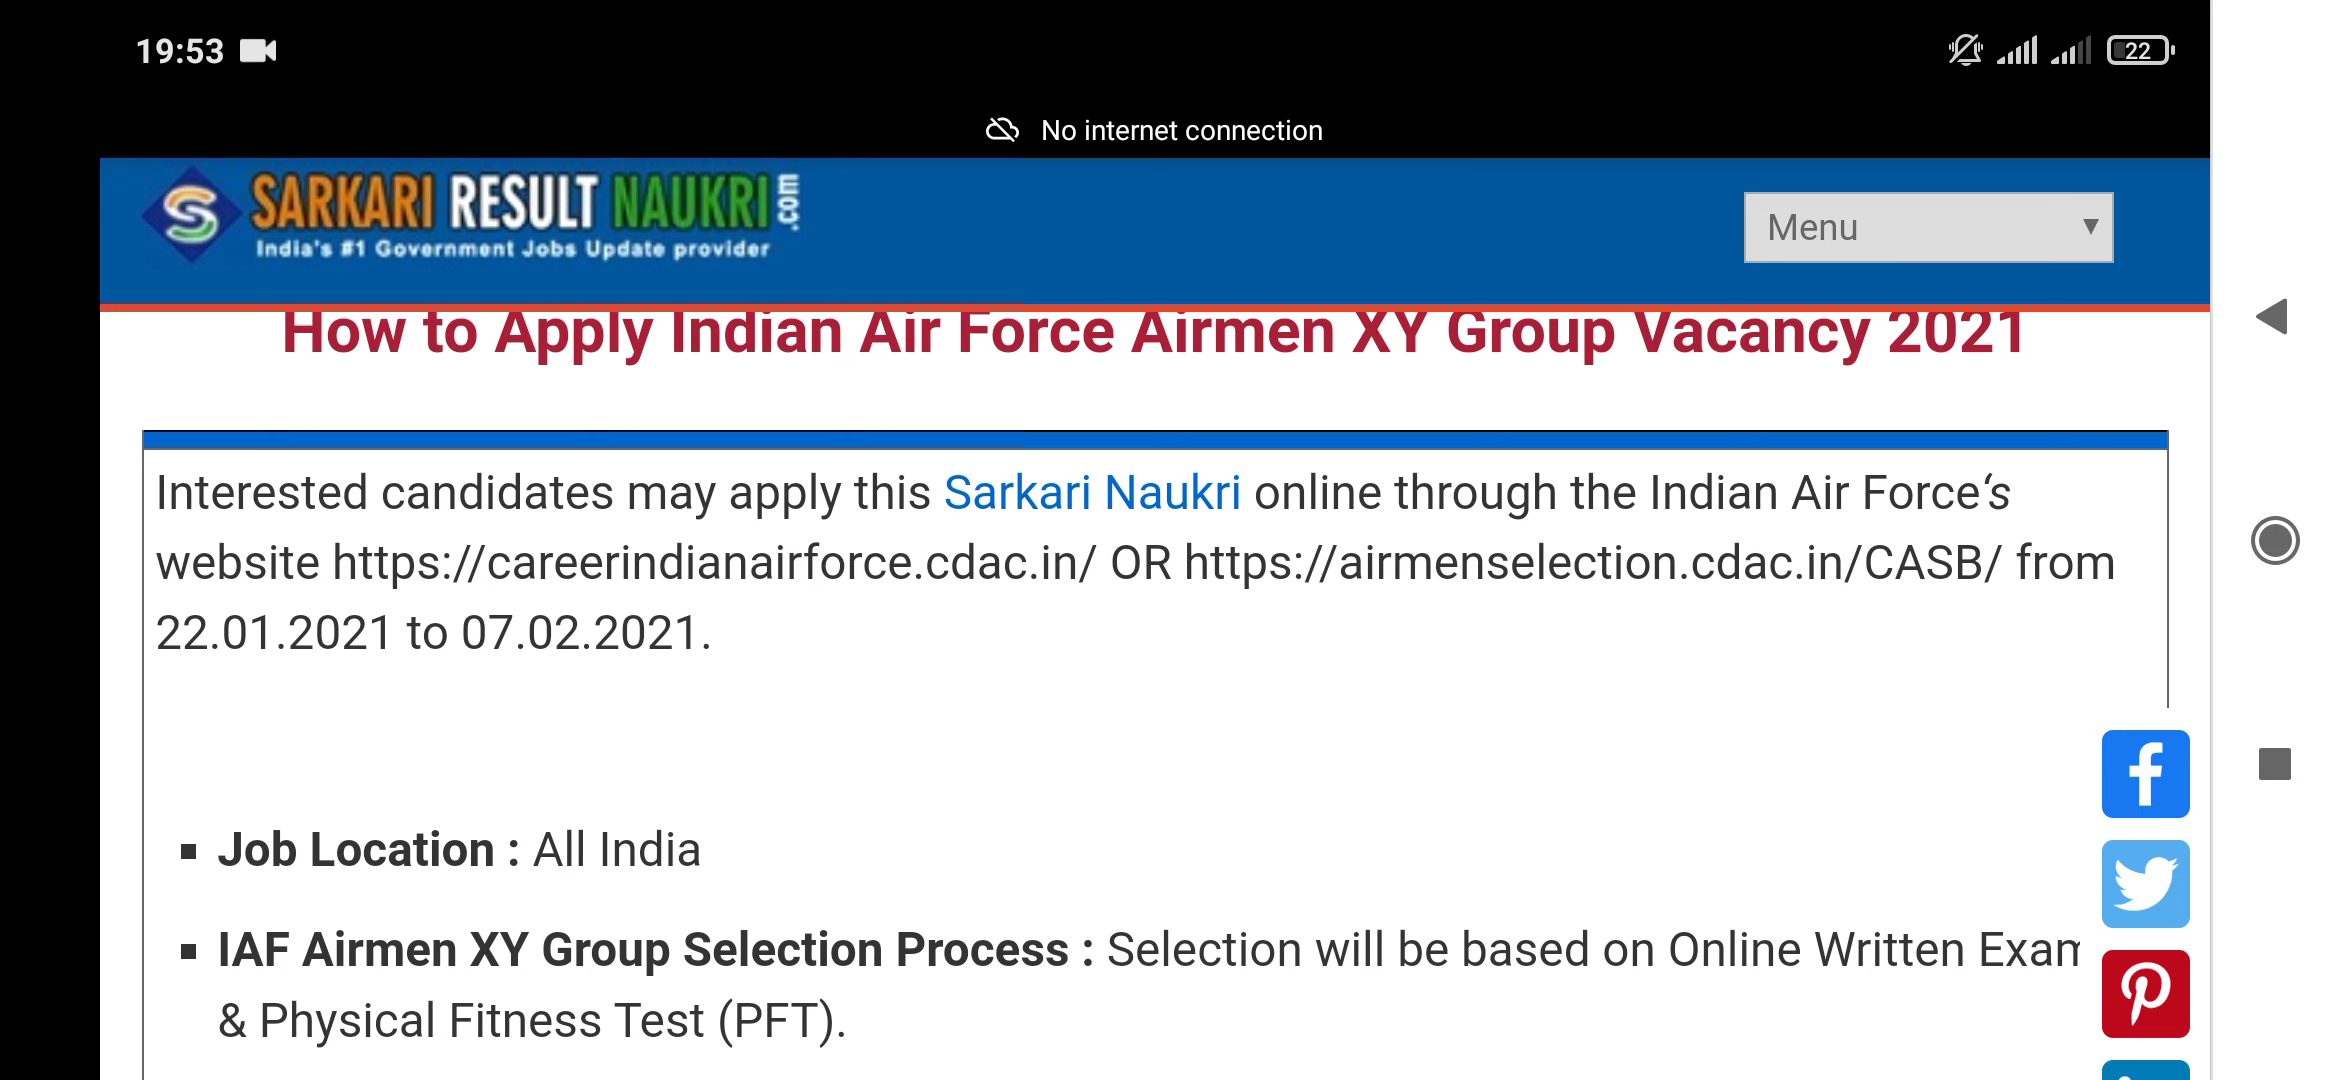 19:53
22
No internet connection
SARKARI RESULT NAUKRI .com
India's #1 Government Jobs Update provider
Menu
How to Apply Indian Air Force Airmen XY Group Vacancy 2021
Interested candidates may apply this Sarkari Naukri online through the Indian Air Force‘s
website https://careerindianairforce.cdac.in/ OR https://airmenselection.cdac.in/CASB/ from
22.01.2021 to 07.02.2021.
Job Location : All India
IAF Airmen XY Group Selection Process : Selection will be based on Online Written Exam
& Physical Fitness Test (PFT).